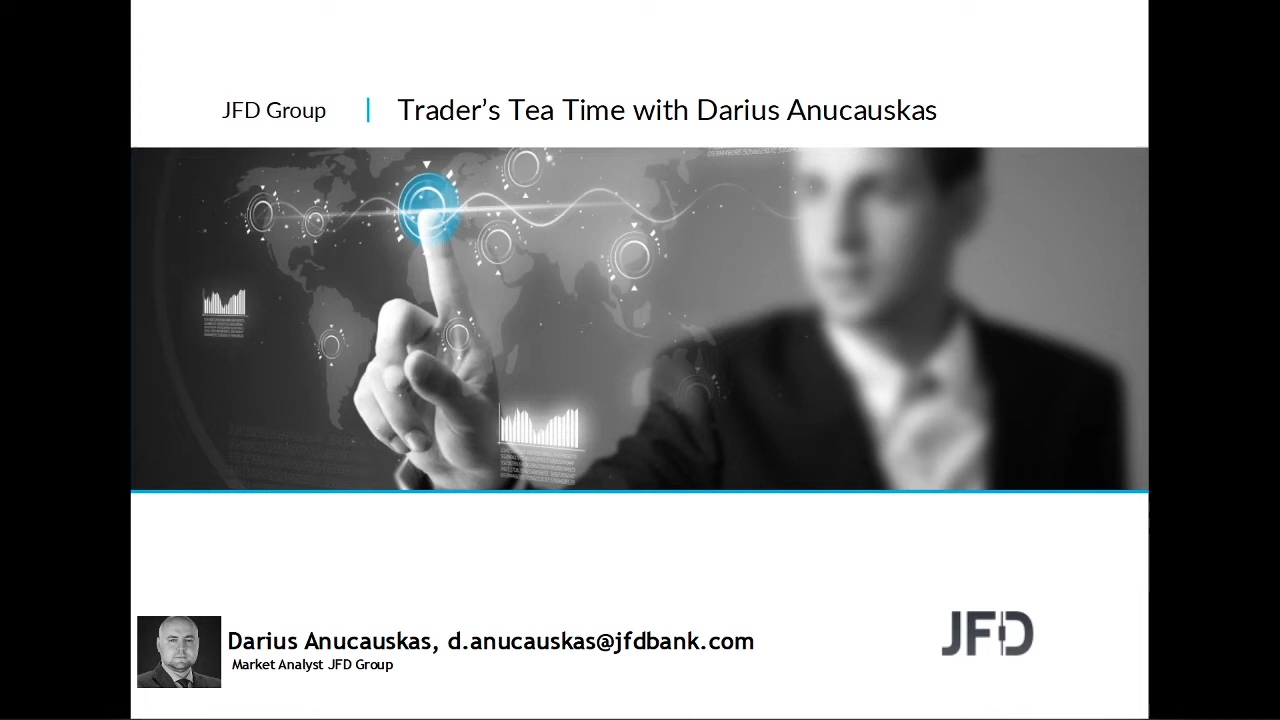 JFD Group | Trader's Tea Time with Darius Anucauskas
Darius Anucauskas, d.anucauskas@jfdbank.com
Market Analyst JFD Group
JFD